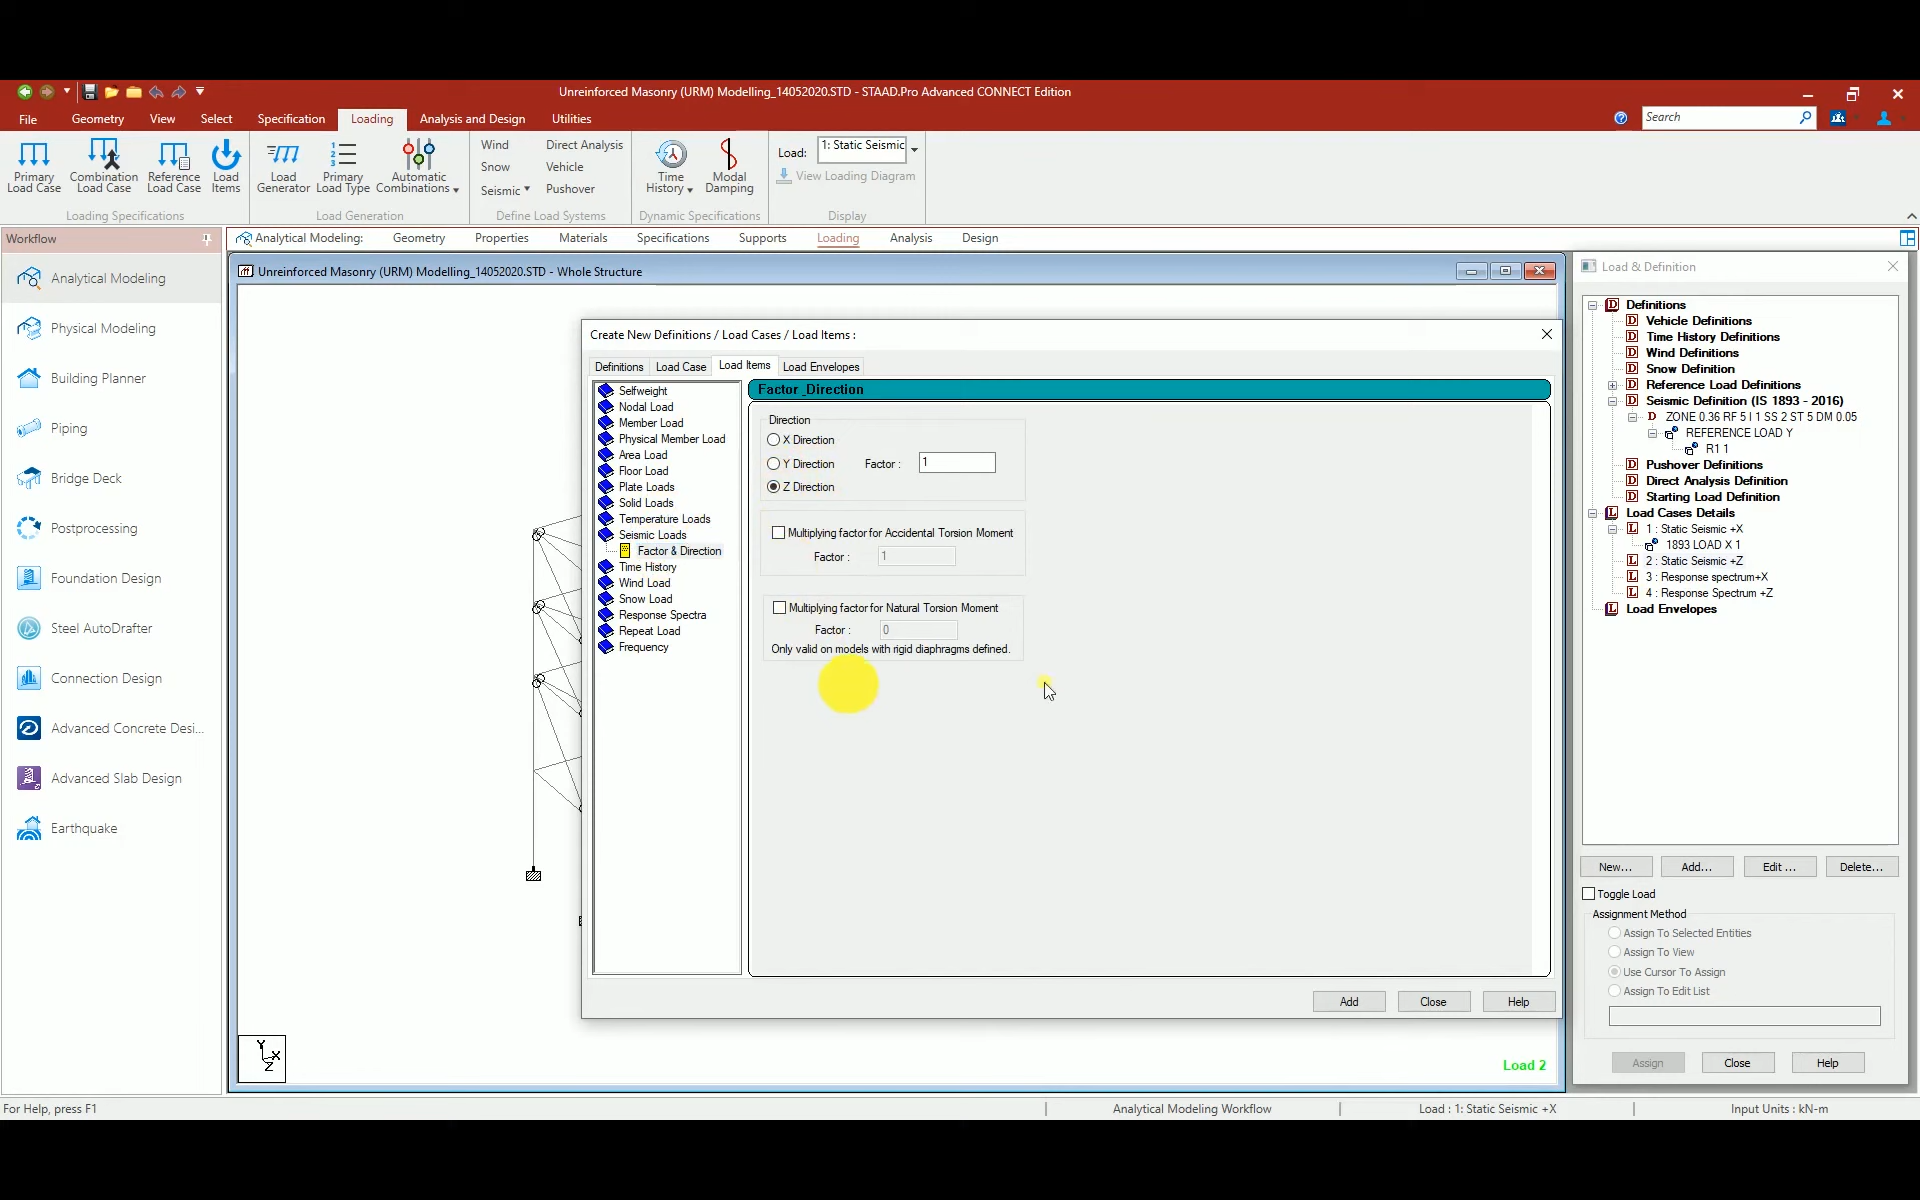 Unreinforced Masonry (URM) Modelling_14052020.STD - STAAD.Pro Advanced CONNECT Edition
File Geometry View Select Specification Loading Analysis and Design Utilities Search
Wind Direct Analysis Load: 1: Static Seismic
Snow Vehicle View Loading Diagram
Seismic Pushover
Primary Load Case
Combination Load Case
Reference Load Case
Load Items
Load Generator
Primary Load Type
Automatic Combinations
Time History
Modal Damping
Loading Specifications Load Generation Define Load Systems Dynamic Specifications Display
Workflow
Analytical Modeling: Geometry Properties Materials Specifications Supports Loading Analysis Design
Analytical Modeling
Physical Modeling
Building Planner
Piping
Bridge Deck
Postprocessing
Foundation Design
Steel AutoDrafter
Connection Design
Advanced Concrete Desi...
Advanced Slab Design
Earthquake
Unreinforced Masonry (URM) Modelling_14052020.STD - Whole Structure
Create New Definitions / Load Cases / Load Items :
Definitions Load Case Load Items Load Envelopes
Selfweight
Nodal Load
Member Load
Physical Member Load
Area Load
Floor Load
Plate Loads
Solid Loads
Temperature Loads
Seismic Loads
Factor & Direction
Time History
Wind Load
Snow Load
Response Spectra
Repeat Load
Frequency
Factor _Direction
Direction
X Direction
Y Direction Factor : 1
Z Direction
Multiplying factor for Accidental Torsion Moment
Factor : 1
Multiplying factor for Natural Torsion Moment
Factor : 0
Only valid on models with rigid diaphragms defined.
Add Close Help
Y
X
Z
Load 2
Load & Definition
D Definitions
D Vehicle Definitions
D Time History Definitions
D Wind Definitions
D Snow Definition
D Reference Load Definitions
D Seismic Definition (IS 1893 - 2016)
D ZONE 0.36 RF 5 I 1 SS 2 ST 5 DM 0.05
REFERENCE LOAD Y
R1 1
D Pushover Definitions
D Direct Analysis Definition
D Starting Load Definition
L Load Cases Details
L 1 : Static Seismic +X
1893 LOAD X 1
L 2 : Static Seismic +Z
L 3 : Response spectrum+X
L 4 : Response Spectrum +Z
L Load Envelopes
New... Add... Edit ... Delete...
Toggle Load
Assignment Method
Assign To Selected Entities
Assign To View
Use Cursor To Assign
Assign To Edit List
Assign Close Help
For Help, press F1 Analytical Modeling Workflow Load : 1: Static Seismic +X Input Units : kN-m